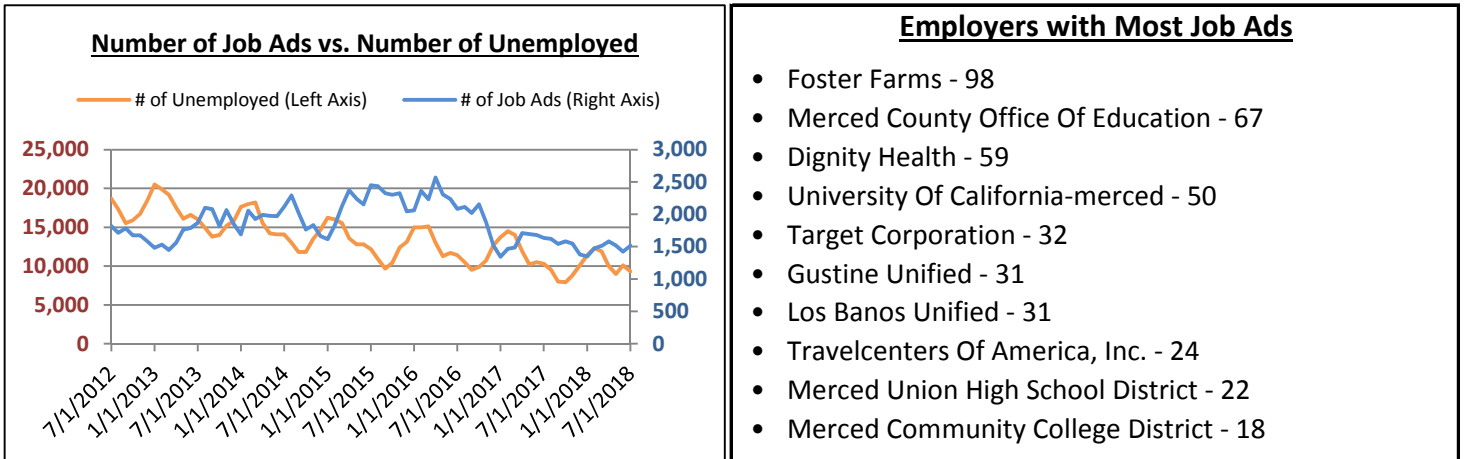 Number of Job Ads vs. Number of Unemployed
# of Unemployed (Left Axis)
# of Job Ads (Right Axis)
25,000
20,000
15,000
10,000
5,000
0
3,000
2,500
2,000
1,500
1,000
500
0
7/1/2012
1/1/2013
7/1/2013
1/1/2014
7/1/2014
1/1/2015
7/1/2015
1/1/2016
7/1/2016
1/1/2017
7/1/2017
1/1/2018
7/1/2018
Employers with Most Job Ads
• Foster Farms - 98
• Merced County Office Of Education - 67
• Dignity Health - 59
• University Of California-merced - 50
• Target Corporation - 32
• Gustine Unified - 31
• Los Banos Unified - 31
• Travelcenters Of America, Inc. - 24
• Merced Union High School District - 22
• Merced Community College District - 18